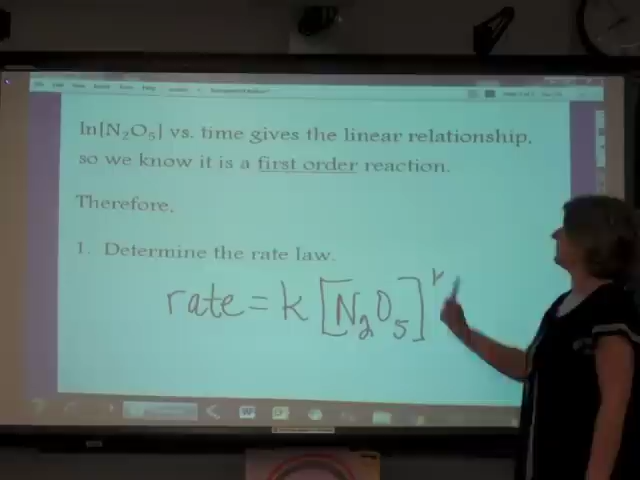 ln[N₂O₅] vs. time gives the linear relationship,
so we know it is a first order reaction.
Therefore,
1. Determine the rate law.
rate = k [N₂O₅]